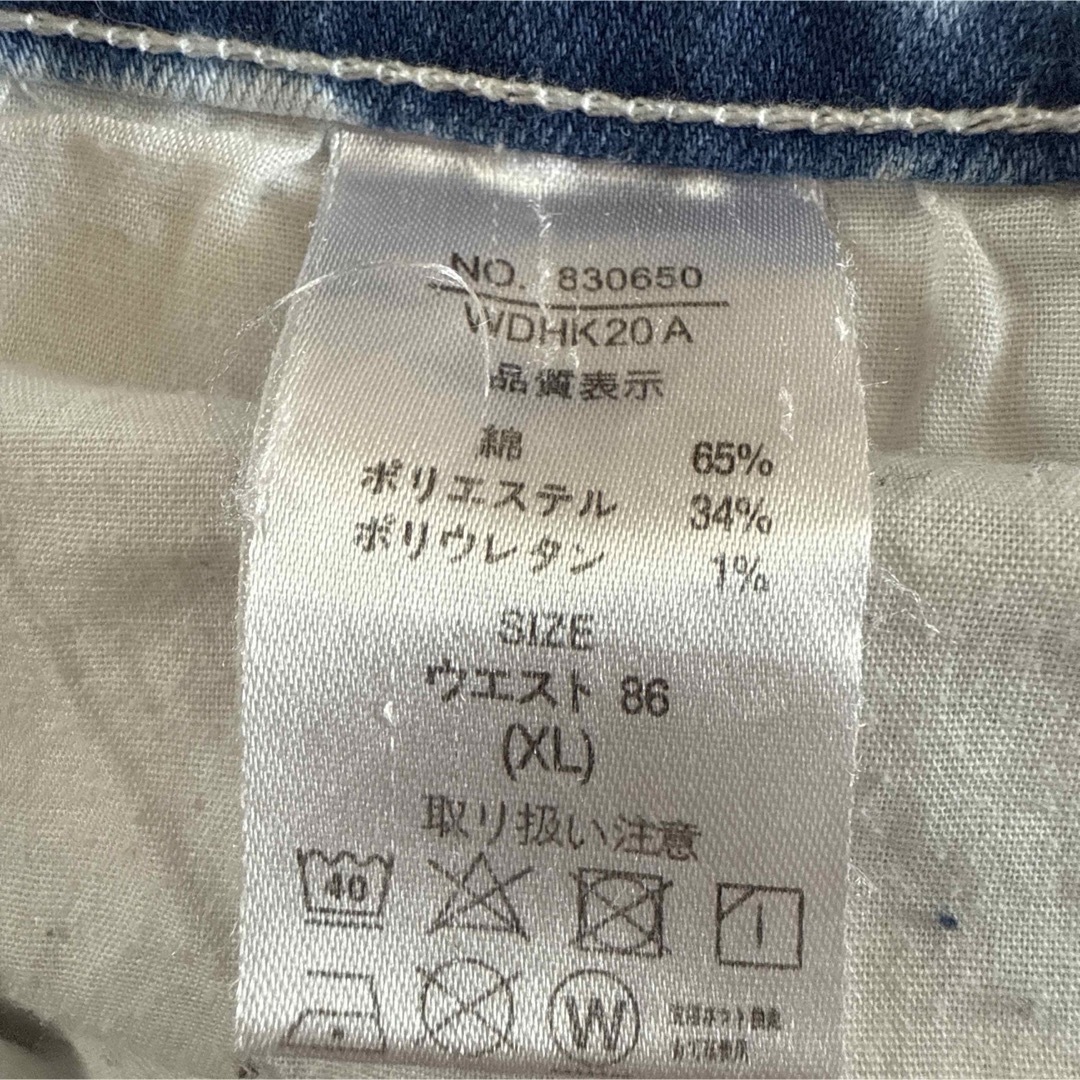 NO. 830650
WDHK20A
品質表示
綿 65%
ポリエステル 34%
ポリウレタン 1%
SIZE
ウエスト 86
(XL)
取り扱い注意
40
W